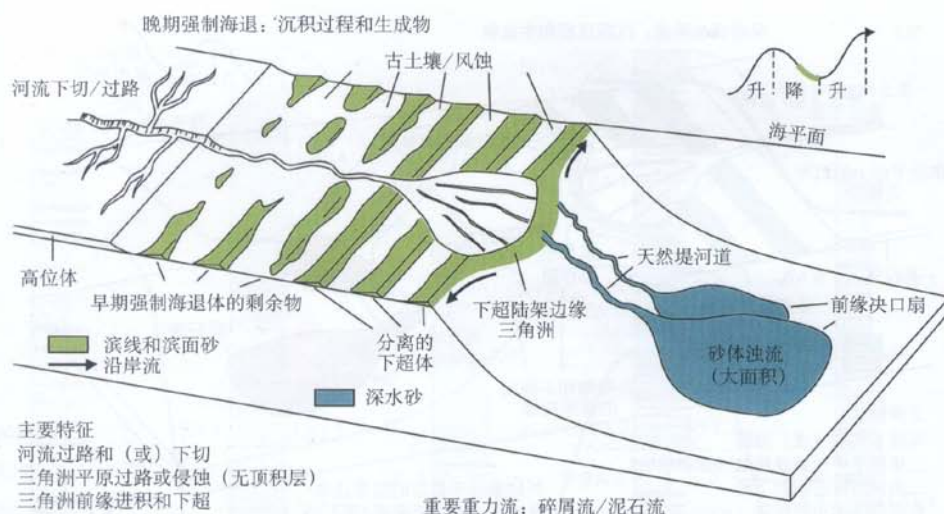 晚期强制海退：沉积过程和生成物
古土壤/风蚀
河流下切/过路
升 降 升
海平面
高位体
早期强制海退体的剩余物
天然堤河道
前缘决口扇
下超陆架边缘
三角洲
分离的
下超体
砂体浊流
（大面积）
滨线和滨面砂
沿岸流
深水砂
主要特征
河流过路和（或）下切
三角洲平原过路或侵蚀（无顶积层）
三角洲前缘进积和下超
重要重力流：碎屑流/泥石流